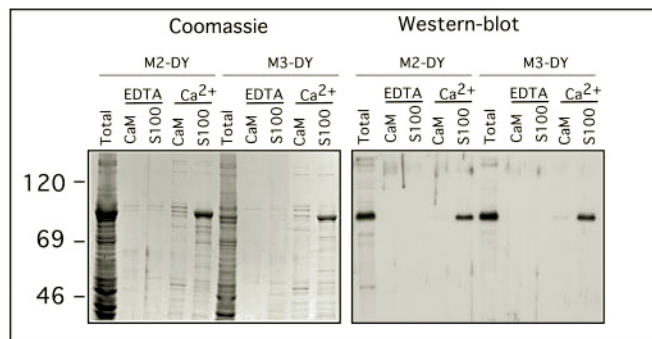 Coomassie Western-blot
M2-DY M3-DY M2-DY M3-DY
EDTA Ca2+ EDTA Ca2+ EDTA Ca2+ EDTA Ca2+
Total CaM S100 CaM S100 Total CaM S100 CaM S100 Total CaM S100 CaM S100 Total CaM S100 CaM S100
120
69
46